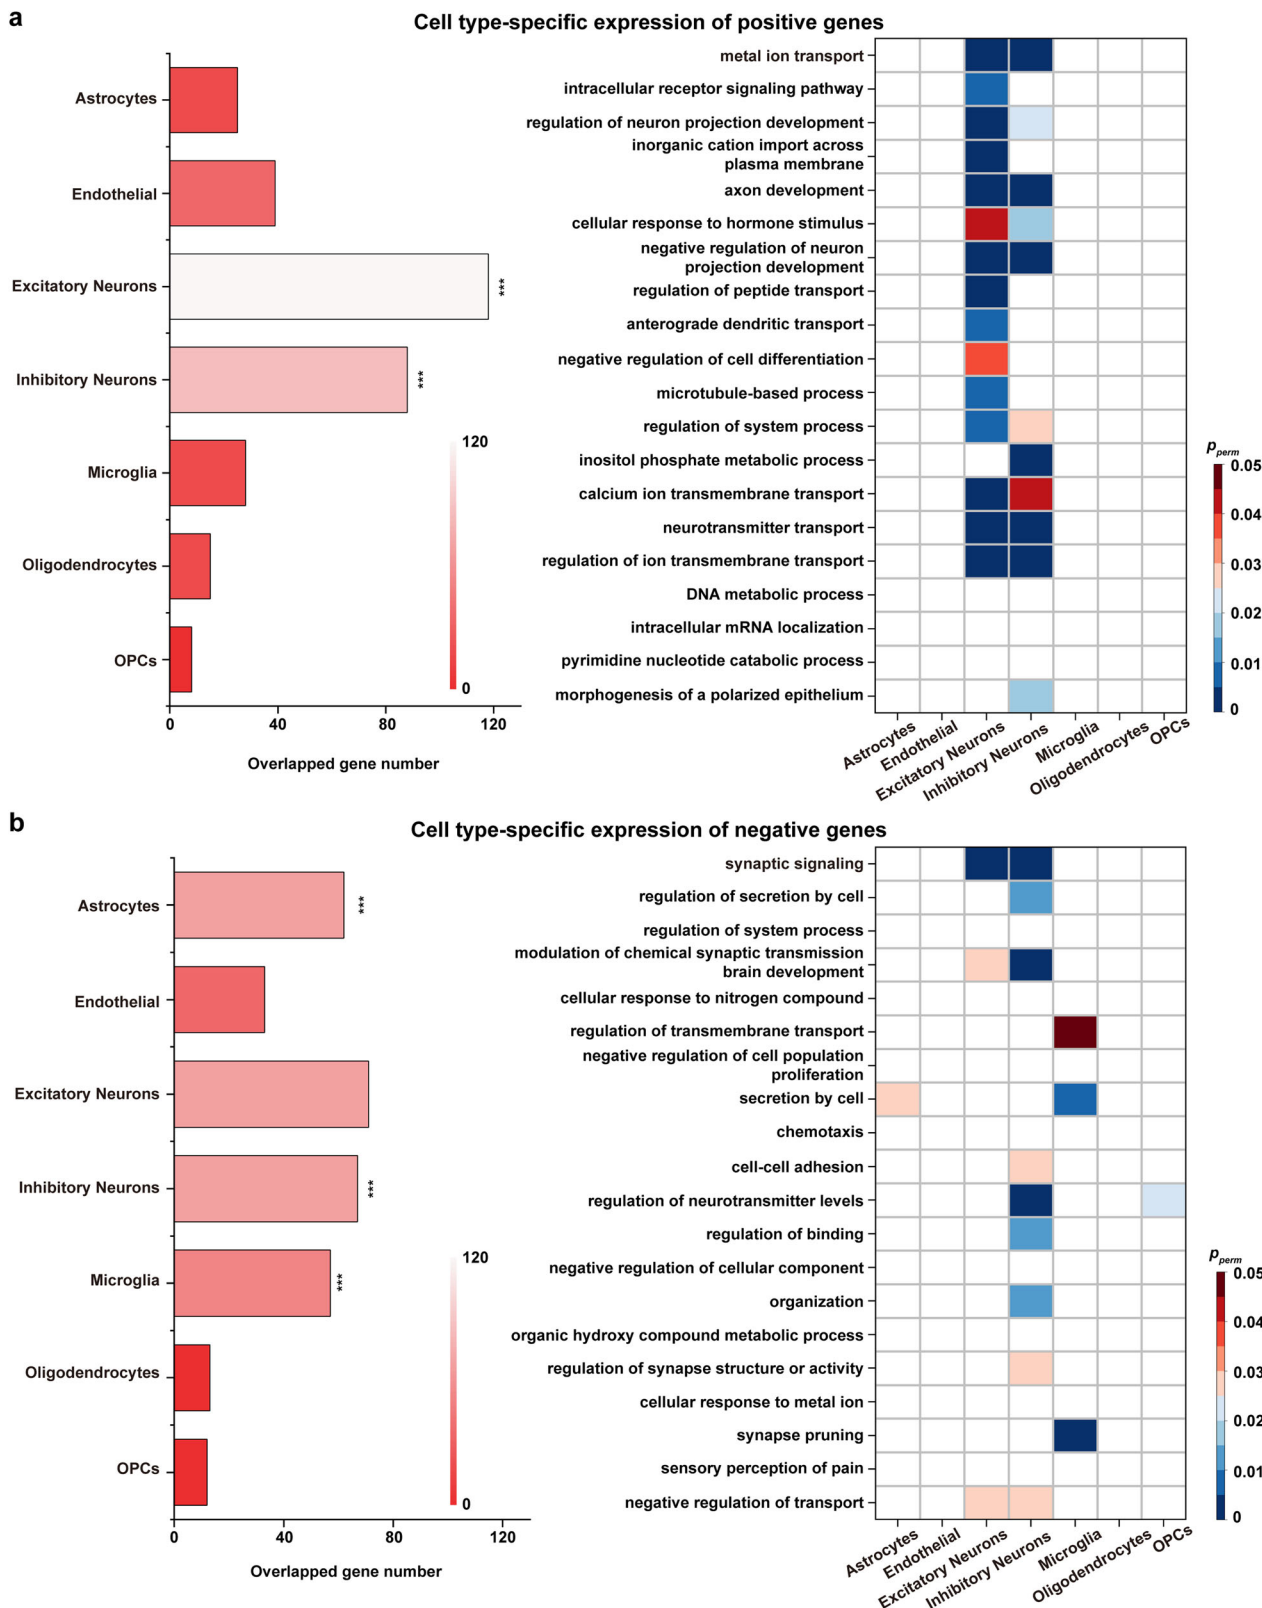 a
Cell type-specific expression of positive genes
Astrocytes
Endothelial
Excitatory Neurons
***
Inhibitory Neurons
***
Microglia
Oligodendrocytes
OPCs
120
0
0
40
80
120
Overlapped gene number
metal ion transport
intracellular receptor signaling pathway
regulation of neuron projection development
inorganic cation import across
plasma membrane
axon development
cellular response to hormone stimulus
negative regulation of neuron
projection development
regulation of peptide transport
anterograde dendritic transport
negative regulation of cell differentiation
microtubule-based process
regulation of system process
inositol phosphate metabolic process
calcium ion transmembrane transport
neurotransmitter transport
regulation of ion transmembrane transport
DNA metabolic process
intracellular mRNA localization
pyrimidine nucleotide catabolic process
morphogenesis of a polarized epithelium
Astrocytes
Endothelial
Excitatory Neurons
Inhibitory Neurons
Microglia
Oligodendrocytes
OPCs
pperm
0.05
0.04
0.03
0.02
0.01
0
b
Cell type-specific expression of negative genes
Astrocytes
***
Endothelial
Excitatory Neurons
Inhibitory Neurons
***
Microglia
***
Oligodendrocytes
OPCs
120
0
0
40
80
120
Overlapped gene number
synaptic signaling
regulation of secretion by cell
regulation of system process
modulation of chemical synaptic transmission
brain development
cellular response to nitrogen compound
regulation of transmembrane transport
negative regulation of cell population
proliferation
secretion by cell
chemotaxis
cell-cell adhesion
regulation of neurotransmitter levels
regulation of binding
negative regulation of cellular component
organization
organic hydroxy compound metabolic process
regulation of synapse structure or activity
cellular response to metal ion
synapse pruning
sensory perception of pain
negative regulation of transport
Astrocytes
Endothelial
Excitatory Neurons
Inhibitory Neurons
Microglia
Oligodendrocytes
OPCs
pperm
0.05
0.04
0.03
0.02
0.01
0